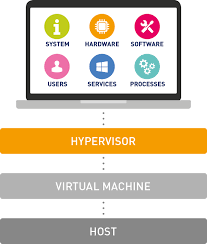 SYSTEM HARDWARE SOFTWARE
USERS SERVICES PROCESSES
HYPERVISOR
VIRTUAL MACHINE
HOST